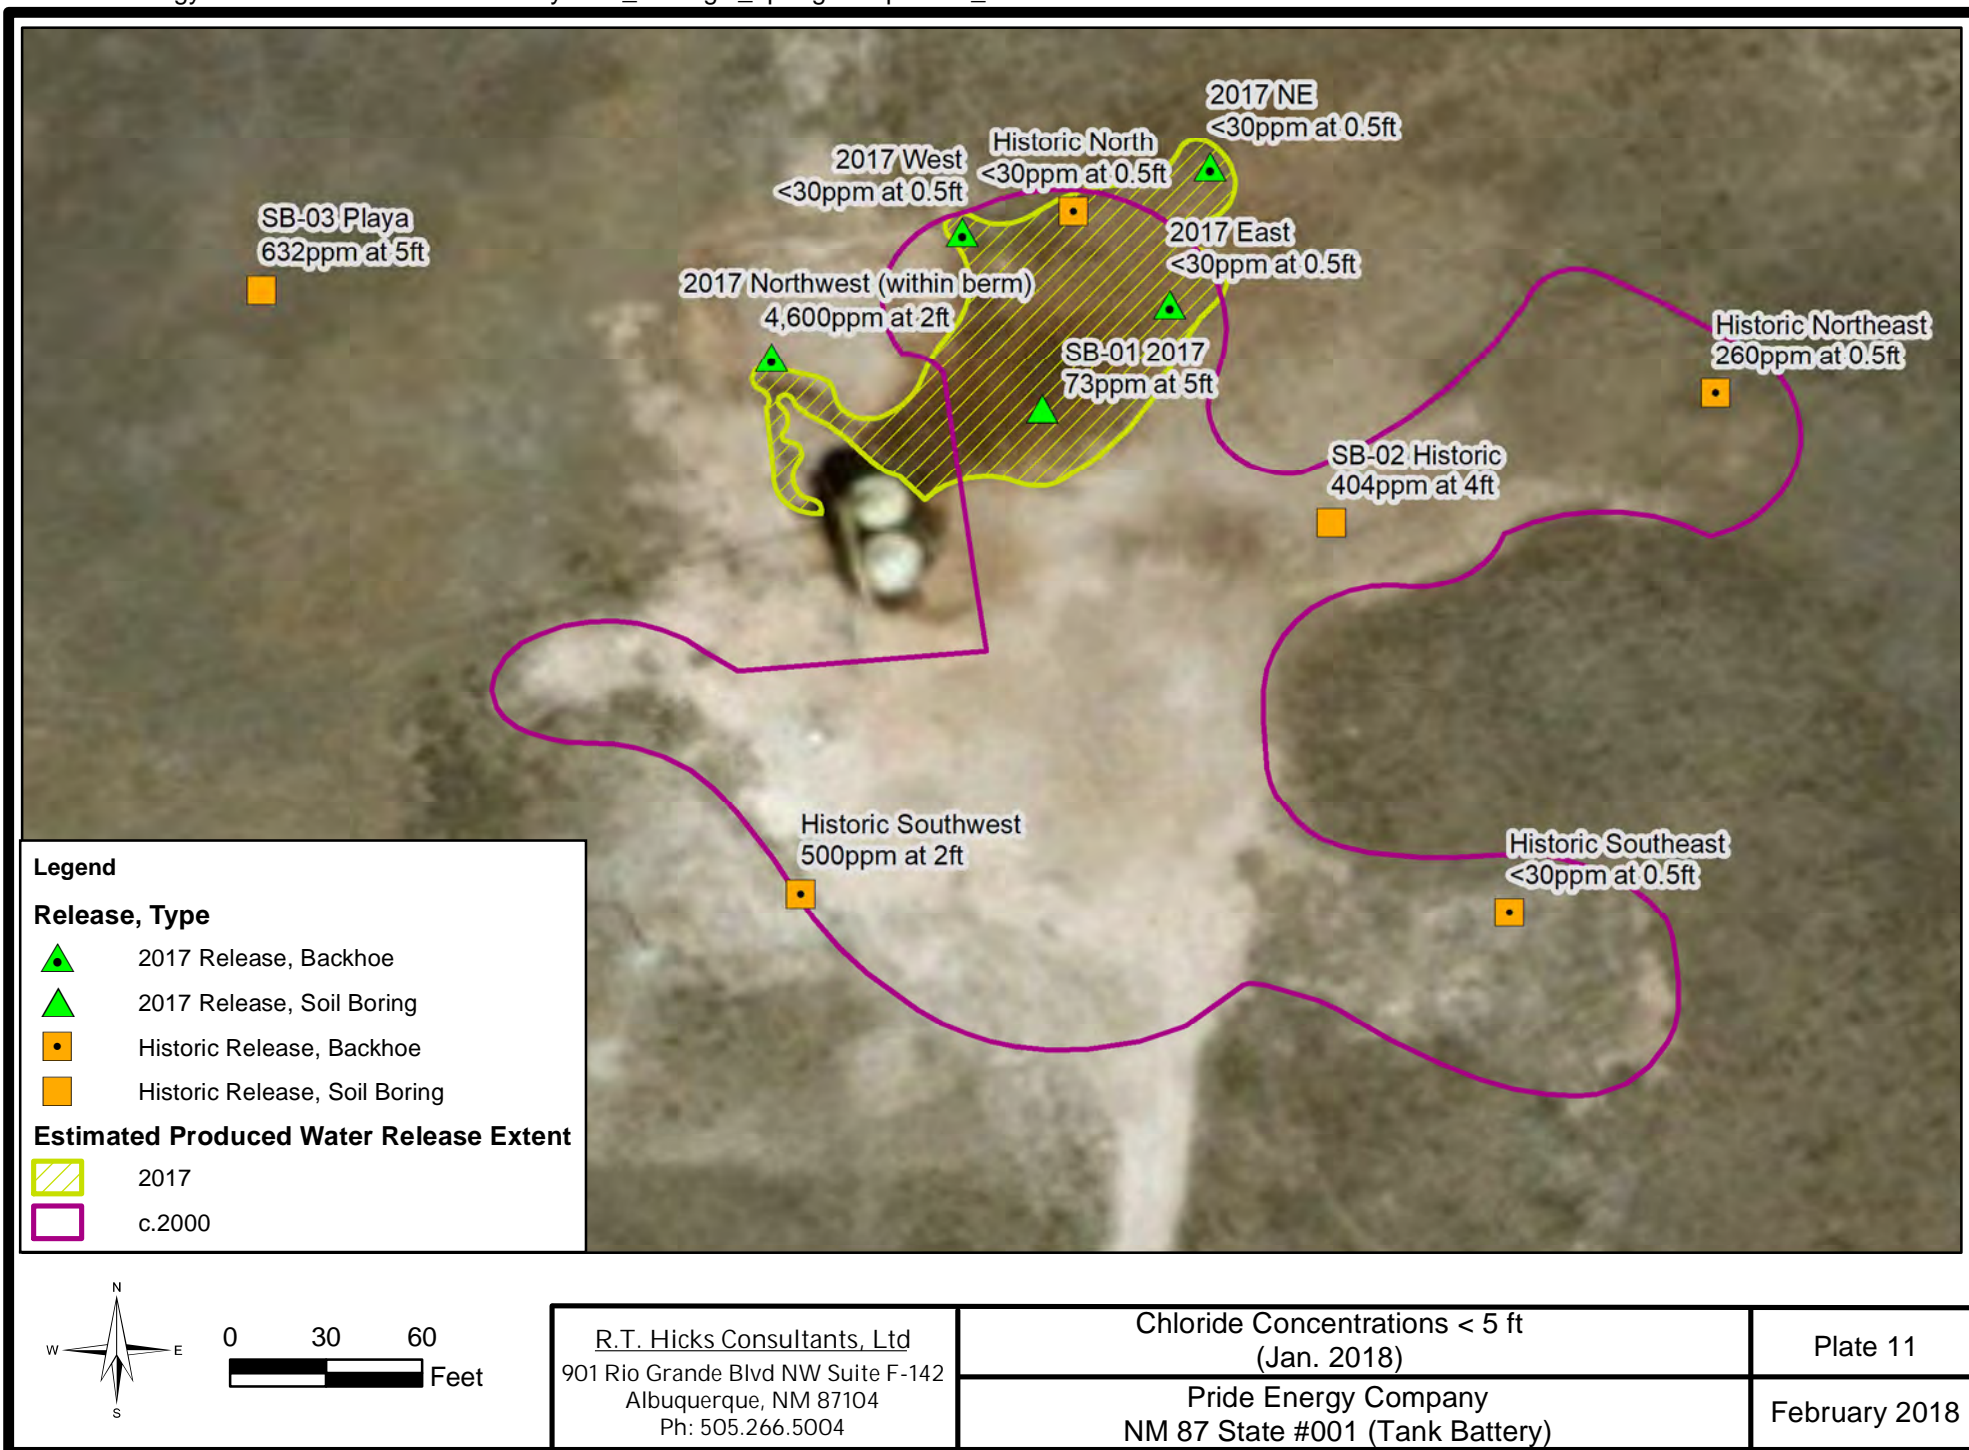 2017 NE
<30ppm at 0.5ft
Historic North
<30ppm at 0.5ft
2017 West
<30ppm at 0.5ft
SB-03 Playa
632ppm at 5ft
2017 East
<30ppm at 0.5ft
2017 Northwest (within berm)
4,600ppm at 2ft
Historic Northeast
260ppm at 0.5ft
SB-01 2017
73ppm at 5ft
SB-02 Historic
404ppm at 4ft
Historic Southwest
500ppm at 2ft
Historic Southeast
<30ppm at 0.5ft
Legend
Release, Type
2017 Release, Backhoe
2017 Release, Soil Boring
Historic Release, Backhoe
Historic Release, Soil Boring
Estimated Produced Water Release Extent
2017
c.2000
N
W E
S
0 30 60
Feet
R.T. Hicks Consultants, Ltd
901 Rio Grande Blvd NW Suite F-142
Albuquerque, NM 87104
Ph: 505.266.5004
Chloride Concentrations < 5 ft
(Jan. 2018)
Pride Energy Company
NM 87 State #001 (Tank Battery)
Plate 11
February 2018